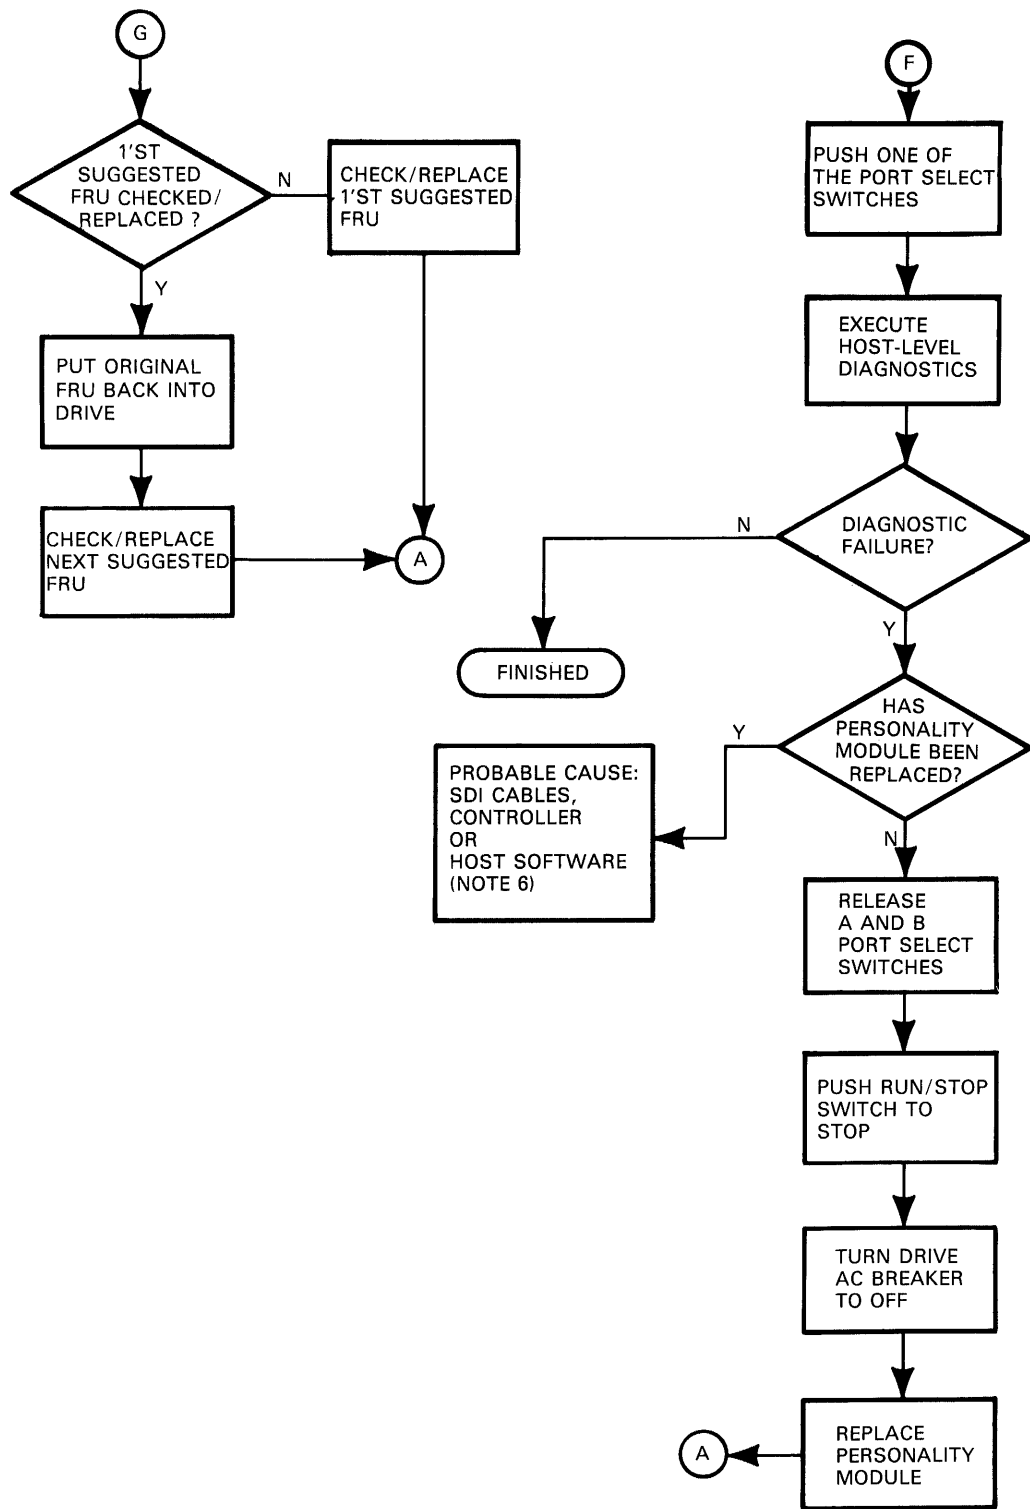 G
1'ST
SUGGESTED
FRU CHECKED/
REPLACED ?
N
CHECK/REPLACE
1'ST SUGGESTED
FRU
Y
PUT ORIGINAL
FRU BACK INTO
DRIVE
CHECK/REPLACE
NEXT SUGGESTED
FRU
A
F
PUSH ONE OF
THE PORT SELECT
SWITCHES
EXECUTE
HOST-LEVEL
DIAGNOSTICS
DIAGNOSTIC
FAILURE?
N
FINISHED
Y
HAS
PERSONALITY
MODULE BEEN
REPLACED?
Y
PROBABLE CAUSE:
SDI CABLES,
CONTROLLER
OR
HOST SOFTWARE
(NOTE 6)
N
RELEASE
A AND B
PORT SELECT
SWITCHES
PUSH RUN/STOP
SWITCH TO
STOP
TURN DRIVE
AC BREAKER
TO OFF
REPLACE
PERSONALITY
MODULE
A